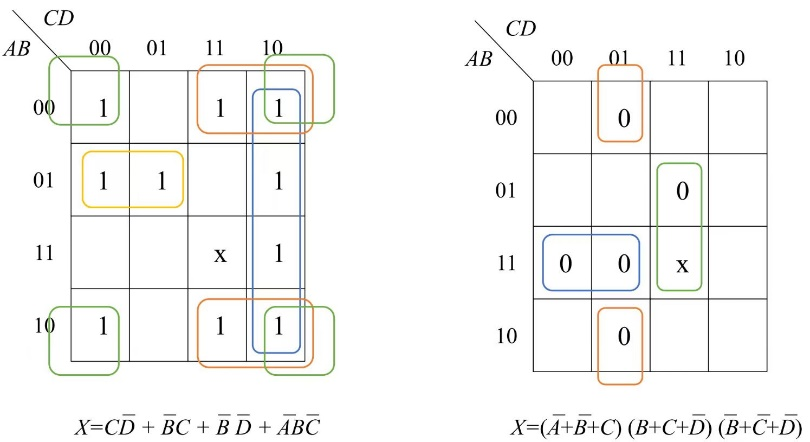 CD
AB 00 01 11 10
00 1 1 1
01 1 1 1
11 x 1
10 1 1 1
X=CD̅ + B̅C + B̅ D̅ + A̅BC̅
CD
AB 00 01 11 10
00 0
01 0
11 0 0 x
10 0
X=(A̅+B̅+C) (B+C+D̅) (B̅+C̅+D̅)